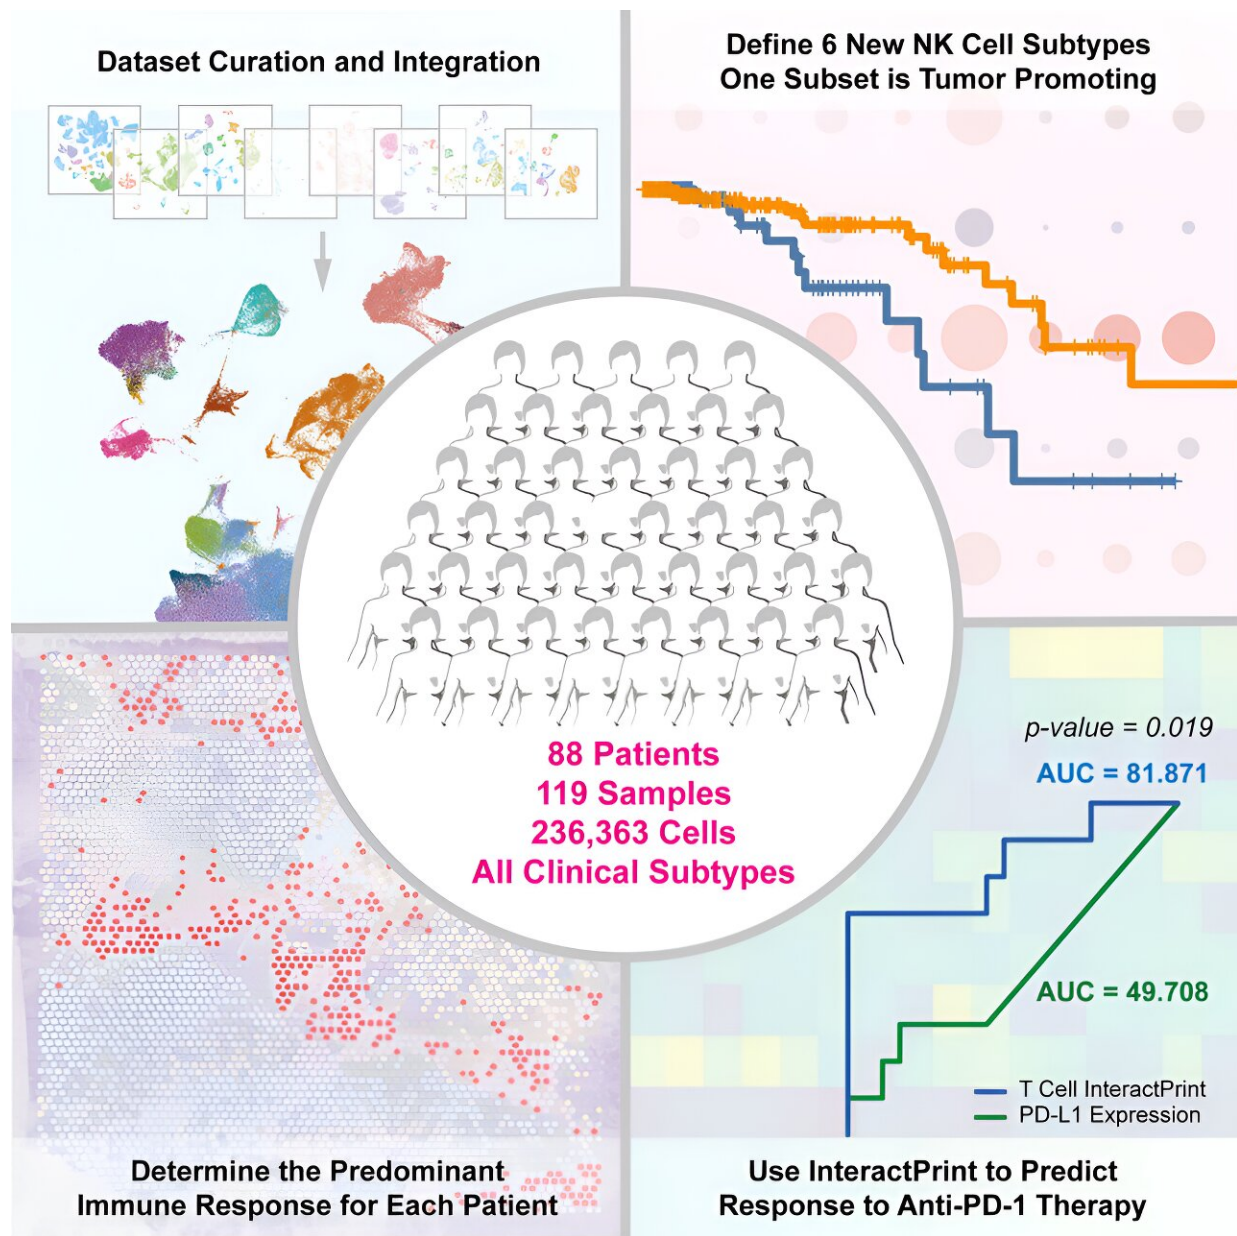 Dataset Curation and Integration
Define 6 New NK Cell Subtypes
One Subset is Tumor Promoting
88 Patients
119 Samples
236,363 Cells
All Clinical Subtypes
Determine the Predominant
Immune Response for Each Patient
p-value = 0.019
AUC = 81.871
AUC = 49.708
T Cell InteractPrint
PD-L1 Expression
Use InteractPrint to Predict
Response to Anti-PD-1 Therapy